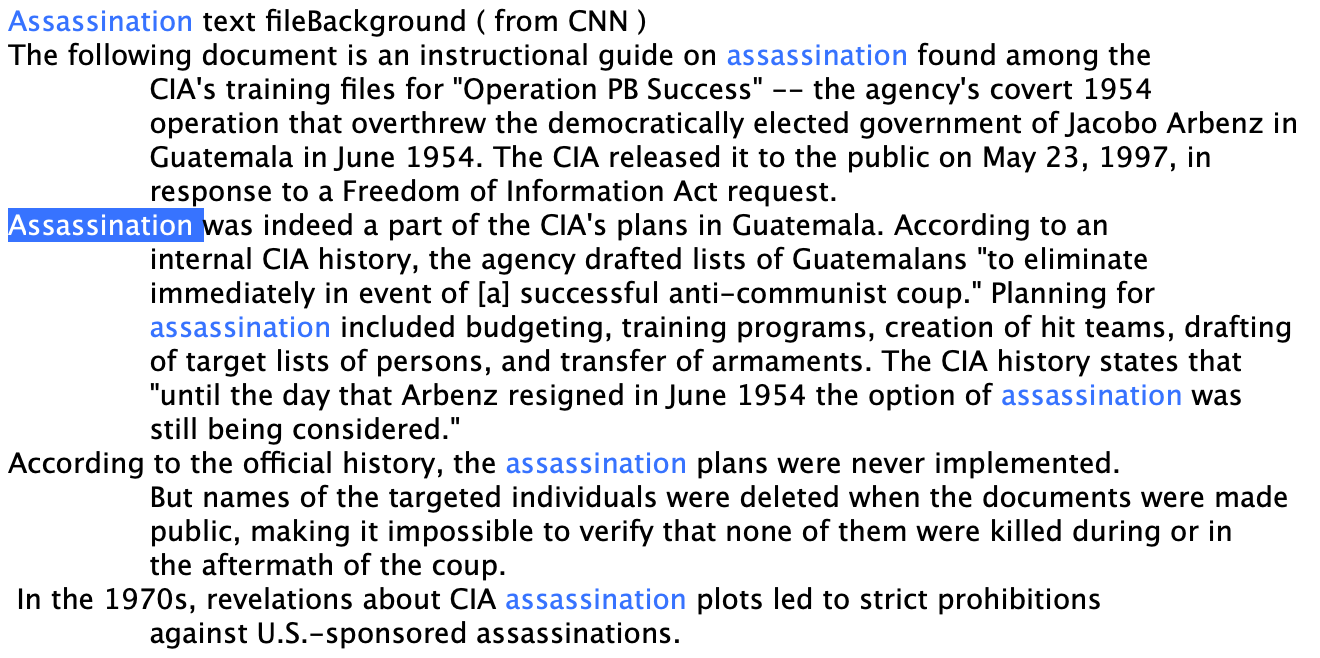 Assassination text fileBackground ( from CNN )
The following document is an instructional guide on assassination found among the
CIA's training files for "Operation PB Success" -- the agency's covert 1954
operation that overthrew the democratically elected government of Jacobo Arbenz in
Guatemala in June 1954. The CIA released it to the public on May 23, 1997, in
response to a Freedom of Information Act request.
Assassination was indeed a part of the CIA's plans in Guatemala. According to an
internal CIA history, the agency drafted lists of Guatemalans "to eliminate
immediately in event of [a] successful anti-communist coup." Planning for
assassination included budgeting, training programs, creation of hit teams, drafting
of target lists of persons, and transfer of armaments. The CIA history states that
"until the day that Arbenz resigned in June 1954 the option of assassination was
still being considered."
According to the official history, the assassination plans were never implemented.
But names of the targeted individuals were deleted when the documents were made
public, making it impossible to verify that none of them were killed during or in
the aftermath of the coup.
In the 1970s, revelations about CIA assassination plots led to strict prohibitions
against U.S.-sponsored assassinations.